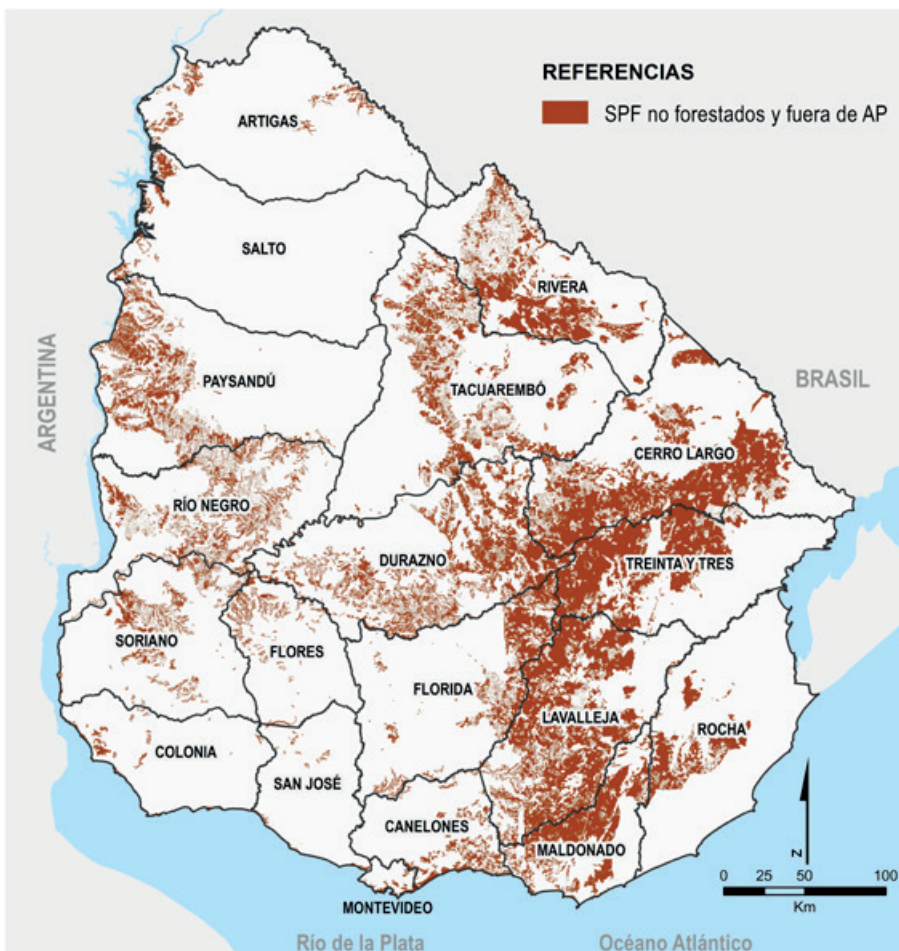 REFERENCIAS
SPF no forestados y fuera de AP
ARTIGAS
SALTO
RIVERA
ARGENTINA
PAYSANDÚ
TACUAREMBÓ
BRASIL
CERRO LARGO
RÍO NEGRO
DURAZNO
TREINTA Y TRES
SORIANO
FLORES
FLORIDA
LAVALLEJA
ROCHA
COLONIA
SAN JOSÉ
CANELONES
MALDONADO
N
0 25 50 100
Km
MONTEVIDEO
Río de la Plata
Océano Atlántico